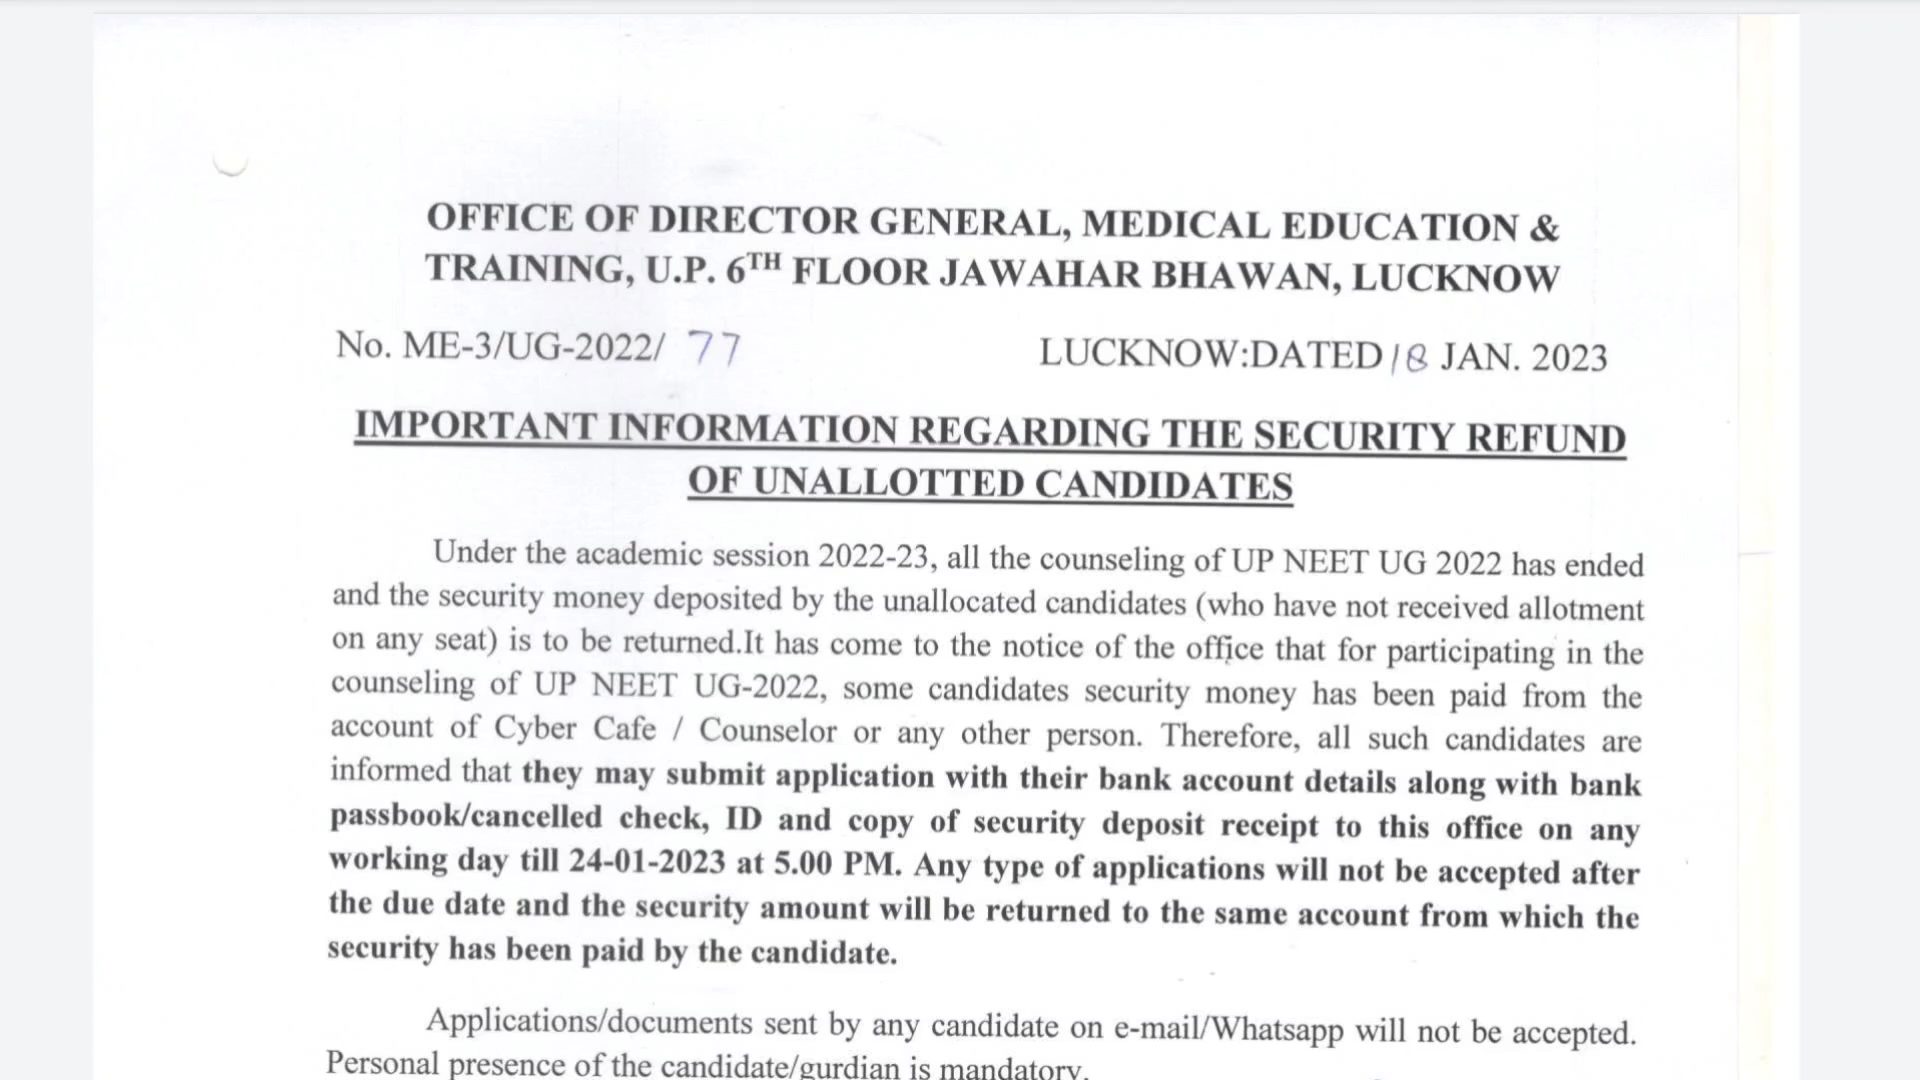 OFFICE OF DIRECTOR GENERAL, MEDICAL EDUCATION &
TRAINING, U.P. 6TH FLOOR JAWAHAR BHAWAN, LUCKNOW
No. ME-3/UG-2022/ 77 LUCKNOW:DATED 18 JAN. 2023
IMPORTANT INFORMATION REGARDING THE SECURITY REFUND
OF UNALLOTTED CANDIDATES
Under the academic session 2022-23, all the counseling of UP NEET UG 2022 has ended
and the security money deposited by the unallocated candidates (who have not received allotment
on any seat) is to be returned.It has come to the notice of the office that for participating in the
counseling of UP NEET UG-2022, some candidates security money has been paid from the
account of Cyber Cafe / Counselor or any other person. Therefore, all such candidates are
informed that they may submit application with their bank account details along with bank
passbook/cancelled check, ID and copy of security deposit receipt to this office on any
working day till 24-01-2023 at 5.00 PM. Any type of applications will not be accepted after
the due date and the security amount will be returned to the same account from which the
security has been paid by the candidate.
Applications/documents sent by any candidate on e-mail/Whatsapp will not be accepted.
Personal presence of the candidate/gurdian is mandatory.